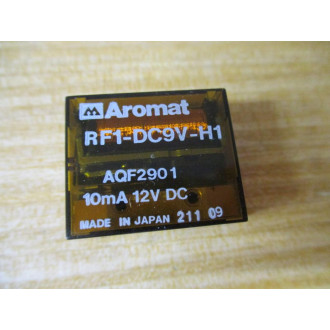 Aromat
RF1-DC9V-H1
AQF2901
10mA 12V DC
MADE IN JAPAN 211 09